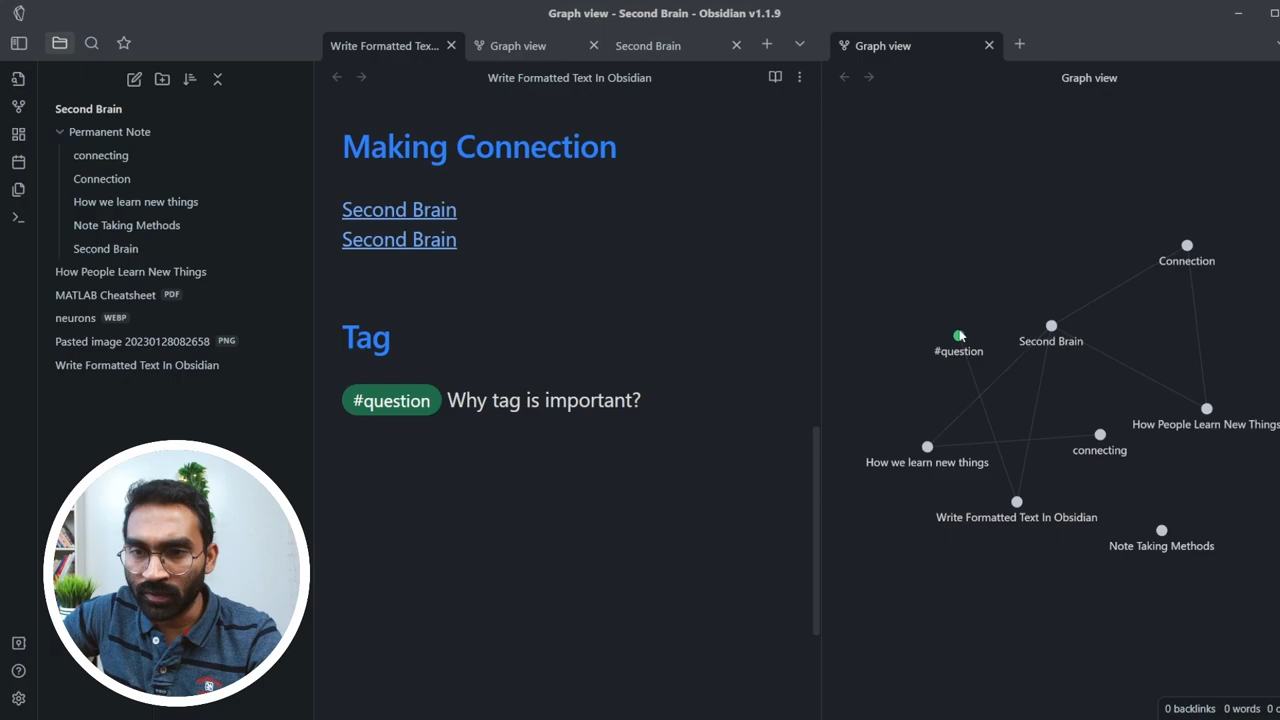 Graph view - Second Brain - Obsidian v1.1.9
Write Formatted Tex...
Graph view
Second Brain
Graph view
Write Formatted Text In Obsidian
Graph view
Second Brain
Permanent Note
connecting
Connection
How we learn new things
Note Taking Methods
Second Brain
How People Learn New Things
MATLAB Cheatsheet PDF
neurons WEBP
Pasted image 20230128082658 PNG
Write Formatted Text In Obsidian
Making Connection
Second Brain
Second Brain
Tag
#question Why tag is important?
Connection
Second Brain
#question
How People Learn New Things
connecting
How we learn new things
Write Formatted Text In Obsidian
Note Taking Methods
0 backlinks 0 words 0 c